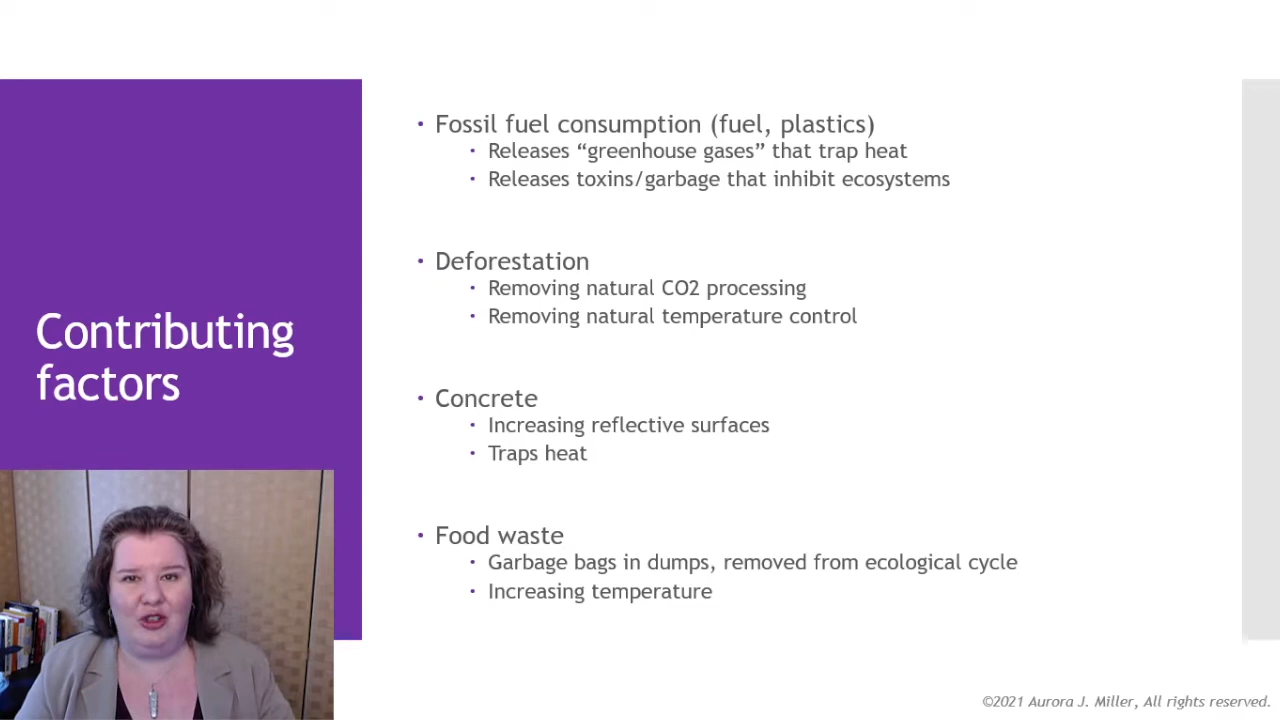 Contributing
factors
• Fossil fuel consumption (fuel, plastics)
• Releases “greenhouse gases” that trap heat
• Releases toxins/garbage that inhibit ecosystems
• Deforestation
• Removing natural CO2 processing
• Removing natural temperature control
• Concrete
• Increasing reflective surfaces
• Traps heat
• Food waste
• Garbage bags in dumps, removed from ecological cycle
• Increasing temperature
©2021 Aurora J. Miller, All rights reserved.